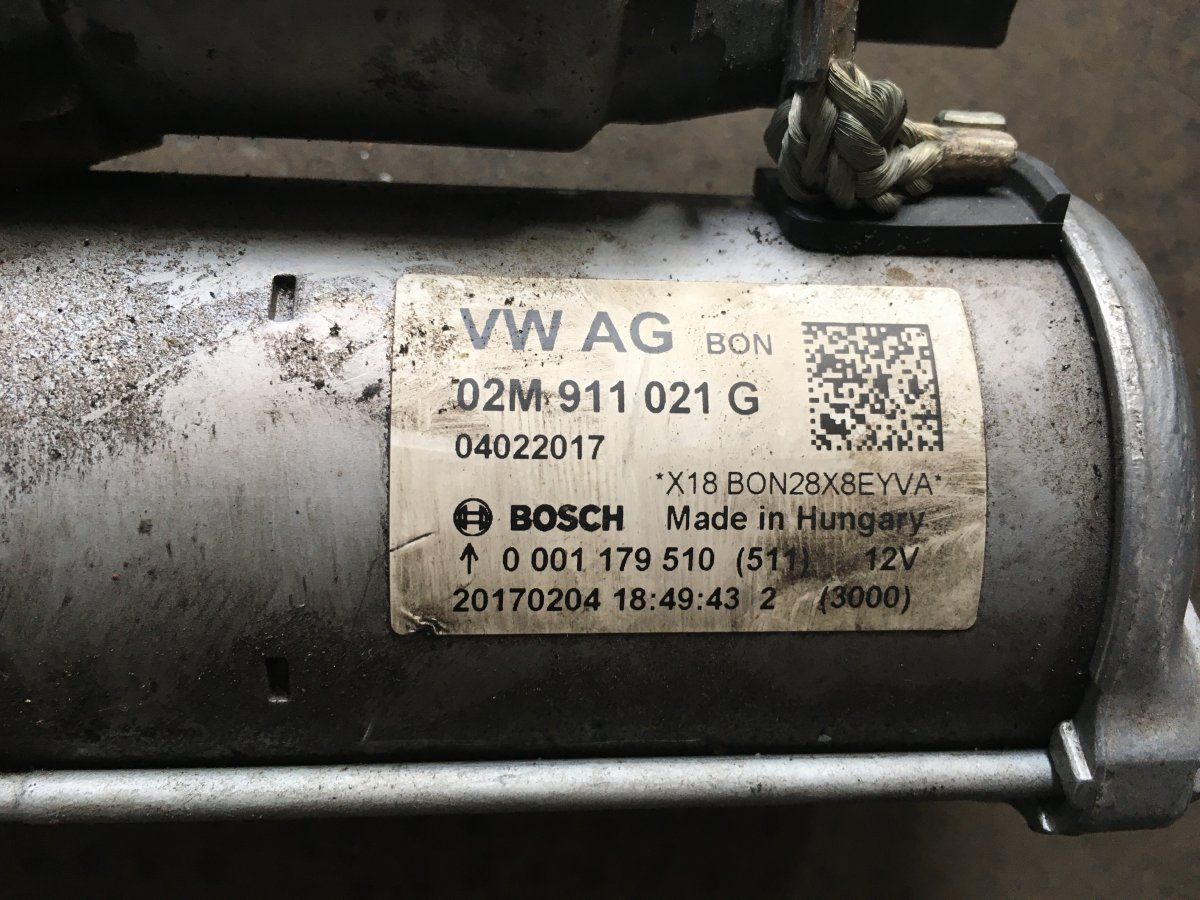 VW AG BON
02M 911 021 G
04022017
*X18 BON28X8EYVA*
BOSCH Made in Hungary
↑ 0 001 179 510 (511) 12V
20170204 18:49:43 2 (3000)